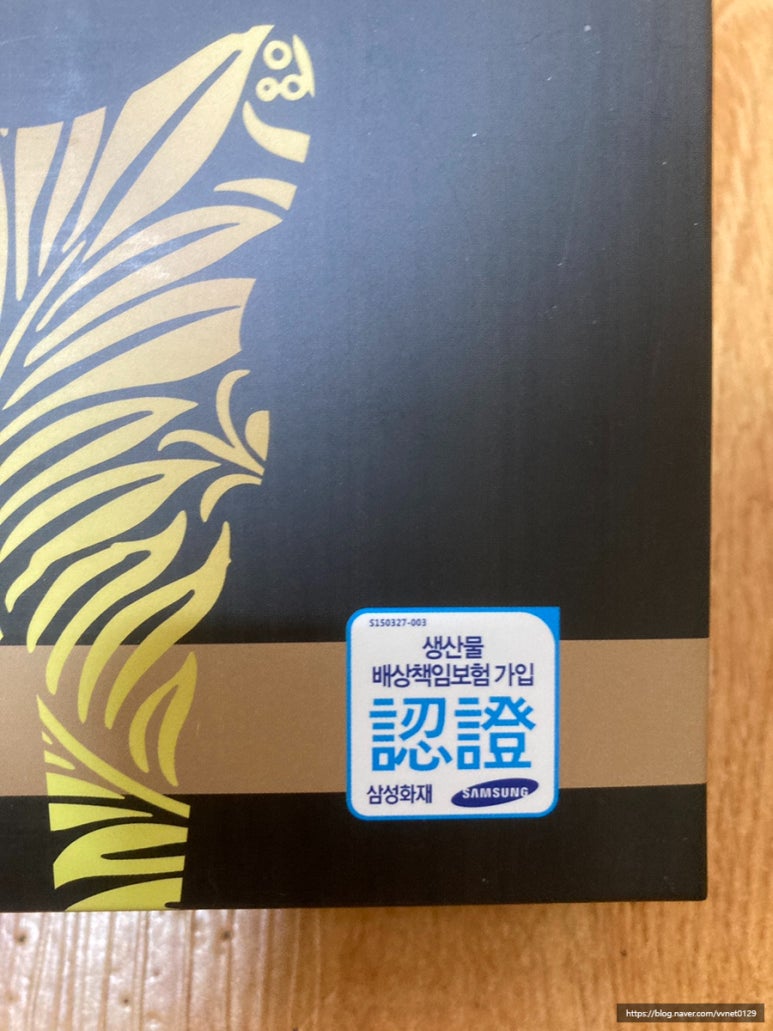 S150327-003
생산물
배상책임보험 가입
認證
삼성화재 SAMSUNG
https://blog.naver.com/vvnet0129